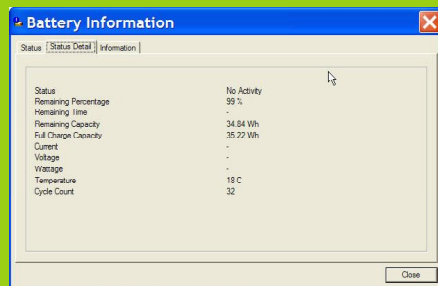 Battery Information
Status Status Detail Information
Status No Activity
Remaining Percentage 99 %
Remaining Time -
Remaining Capacity 34.84 Wh
Full Charge Capacity 35.22 Wh
Current -
Voltage -
Wattage -
Temperature 18 C
Cycle Count 32
Close